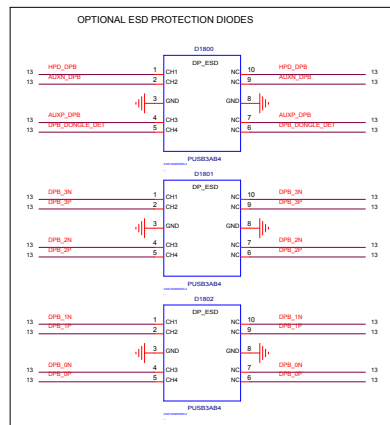 OPTIONAL ESD PROTECTION DIODES
D1800
DP_ESD
13 HPD_DPB 1 CH1 NC 10 HPD_DPB 13
13 AUXN_DPB 2 CH2 NC 9 AUXN_DPB 13
3 GND GND 8
13 AUXP_DPB 4 CH3 NC 7 AUXP_DPB 13
13 DPB_DONGLE_DET 5 CH4 NC 6 DPB_DONGLE_DET 13
PUSB3AB4
D1801
DP_ESD
13 DPB_3N 1 CH1 NC 10 DPB_3N 13
13 DPB_3P 2 CH2 NC 9 DPB_3P 13
3 GND GND 8
13 DPB_2N 4 CH3 NC 7 DPB_2N 13
13 DPB_2P 5 CH4 NC 6 DPB_2P 13
PUSB3AB4
D1802
DP_ESD
13 DPB_1N 1 CH1 NC 10 DPB_1N 13
13 DPB_1P 2 CH2 NC 9 DPB_1P 13
3 GND GND 8
13 DPB_0N 4 CH3 NC 7 DPB_0N 13
13 DPB_0P 5 CH4 NC 6 DPB_0P 13
PUSB3AB4